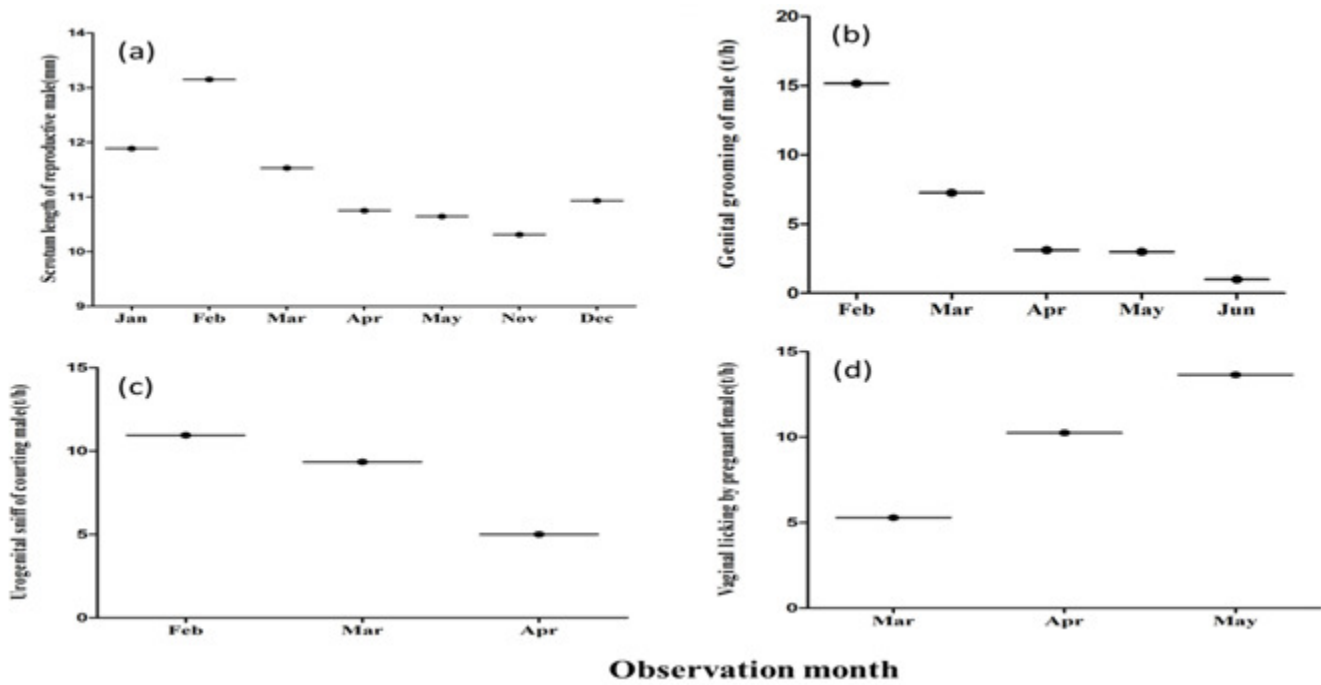 (a)
Scrotum length of reproductive male(mm)
14
13
12
11
10
9
Jan Feb Mar Apr May Nov Dec
(b)
Genital grooming of male (t/h)
20
15
10
5
0
Feb Mar Apr May Jun
(c)
Urogenital sniff of courting male(t/h)
15
10
5
0
Feb Mar Apr
(d)
Vaginal licking by pregnant female(t/h)
15
10
5
0
Mar Apr May
Observation month